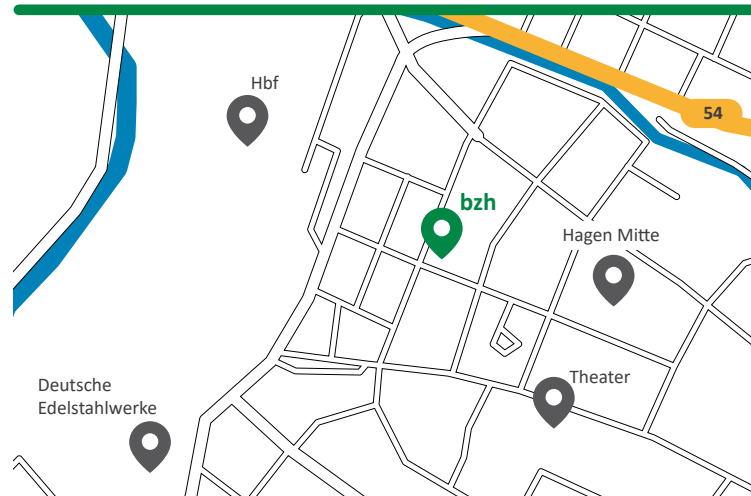 Hbf
54
bzh
Hagen Mitte
Theater
Deutsche
Edelstahlwerke